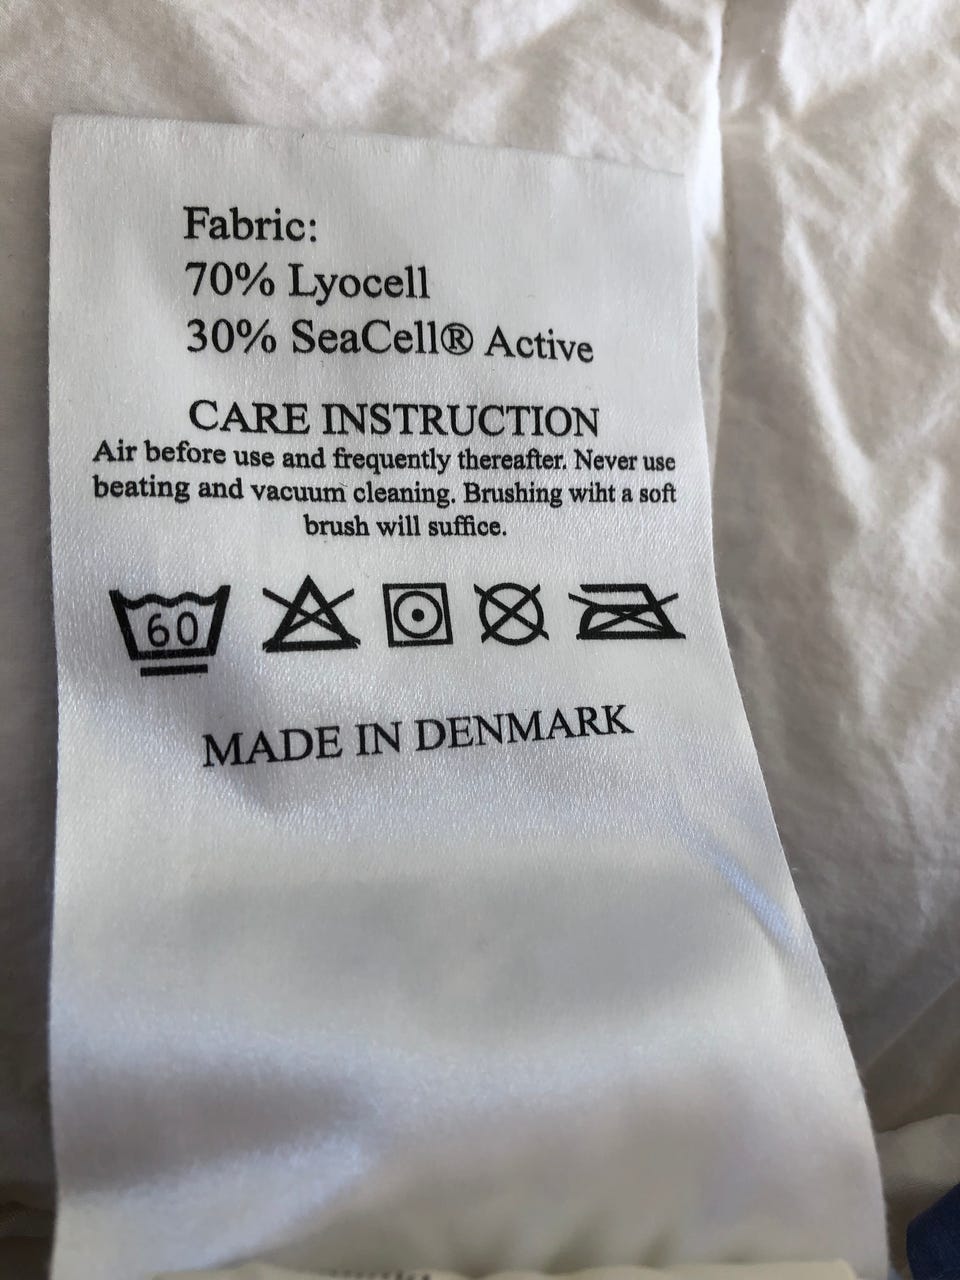 Fabric:
70% Lyocell
30% SeaCell® Active
CARE INSTRUCTION
Air before use and frequently thereafter. Never use
beating and vacuum cleaning. Brushing wiht a soft
brush will suffice.
60
MADE IN DENMARK